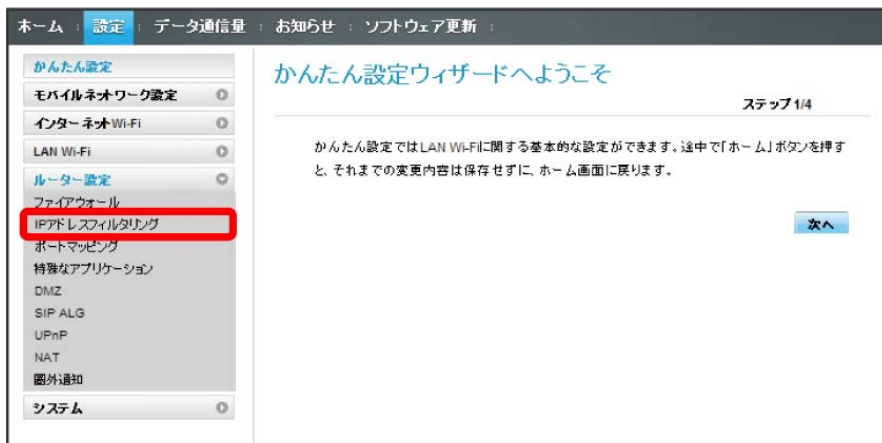 ホーム 設定 データ通信量 お知らせ ソフトウェア更新
かんたん設定
モバイルネットワーク設定
インターネットWi-Fi
LAN Wi-Fi
ルーター設定
ファイアウォール
IPアドレスフィルタリング
ポートマッピング
特殊なアプリケーション
DMZ
SIP ALG
UPnP
NAT
圏外通知
システム
かんたん設定ウィザードへようこそ
ステップ 1/4
かんたん設定ではLAN Wi-Fiに関する基本的な設定ができます。途中で「ホーム」ボタンを押す
と、それまでの変更内容は保存せずに、ホーム画面に戻ります。
次へ